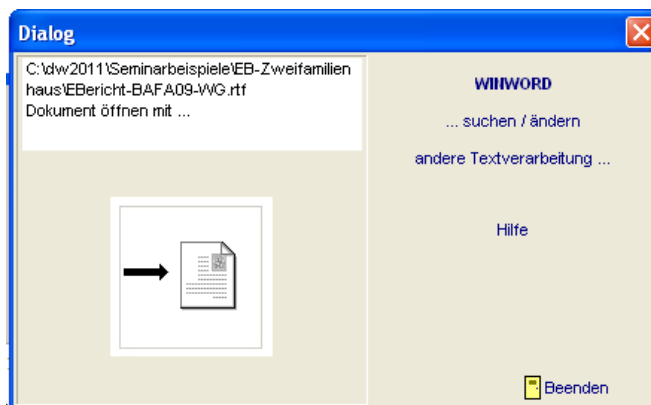 Dialog
C:\dw2011\Seminarbeispiele\EB-Zweifamilien
haus\EBericht-BAFA09-WG.rtf
Dokument öffnen mit ...
WINWORD
... suchen / ändern
andere Textverarbeitung ...
Hilfe
Beenden